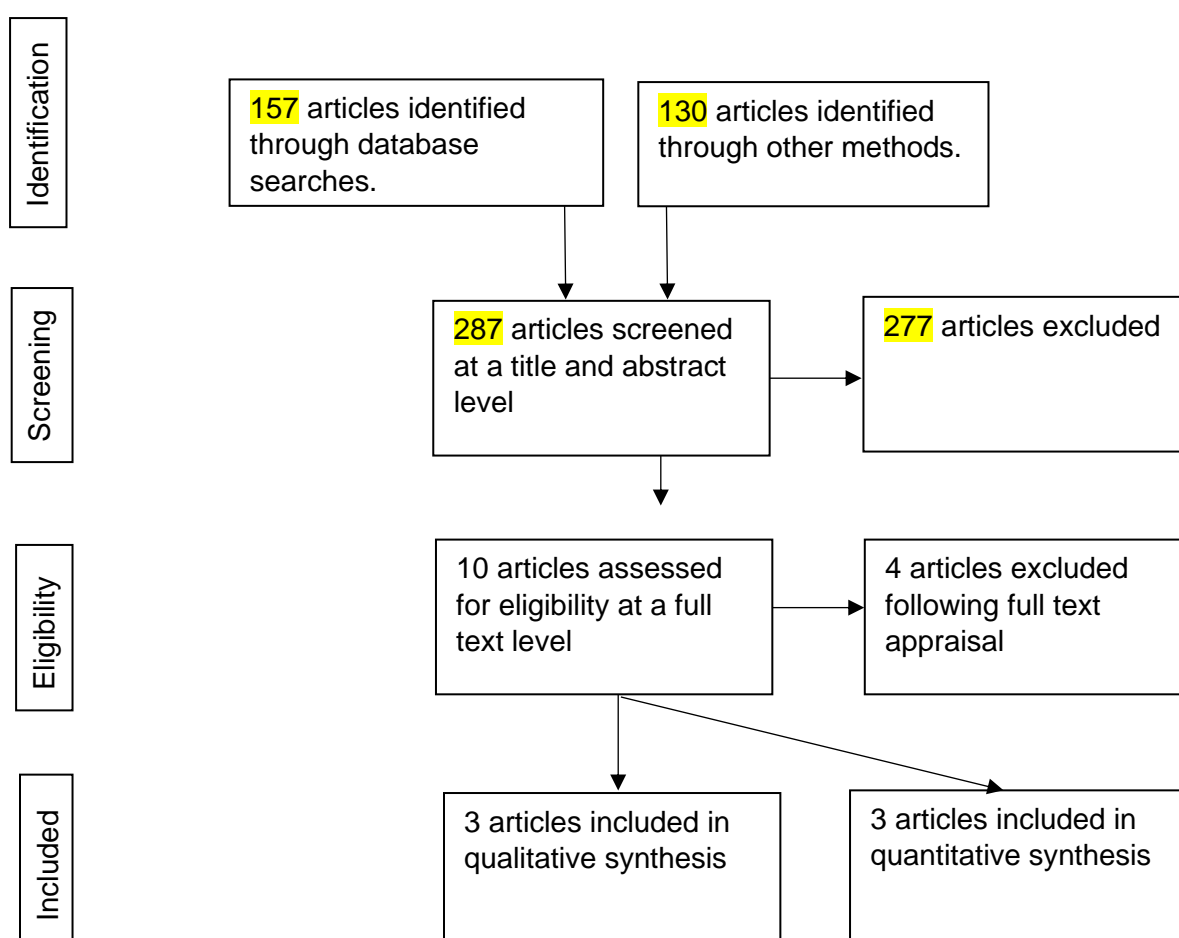 Identification
157 articles identified
through database
searches.
130 articles identified
through other methods.
Screening
287 articles screened
at a title and abstract
level
277 articles excluded
Eligibility
10 articles assessed
for eligibility at a full
text level
4 articles excluded
following full text
appraisal
Included
3 articles included in
qualitative synthesis
3 articles included in
quantitative synthesis